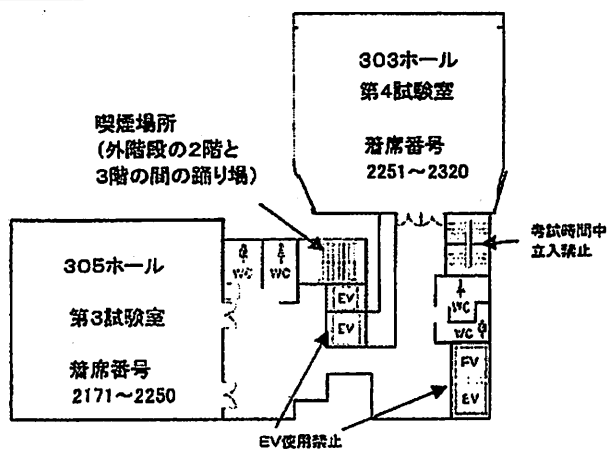 303ホール
第4試験室
着席番号
2251～2320
喫煙場所
(外階段の2階と
3階の間の踊り場)
考試時間中
立入禁止
305ホール
第3試験室
着席番号
2171～2250
WC
WC
EV
EV
WC
WC
EV
EV
EV使用禁止